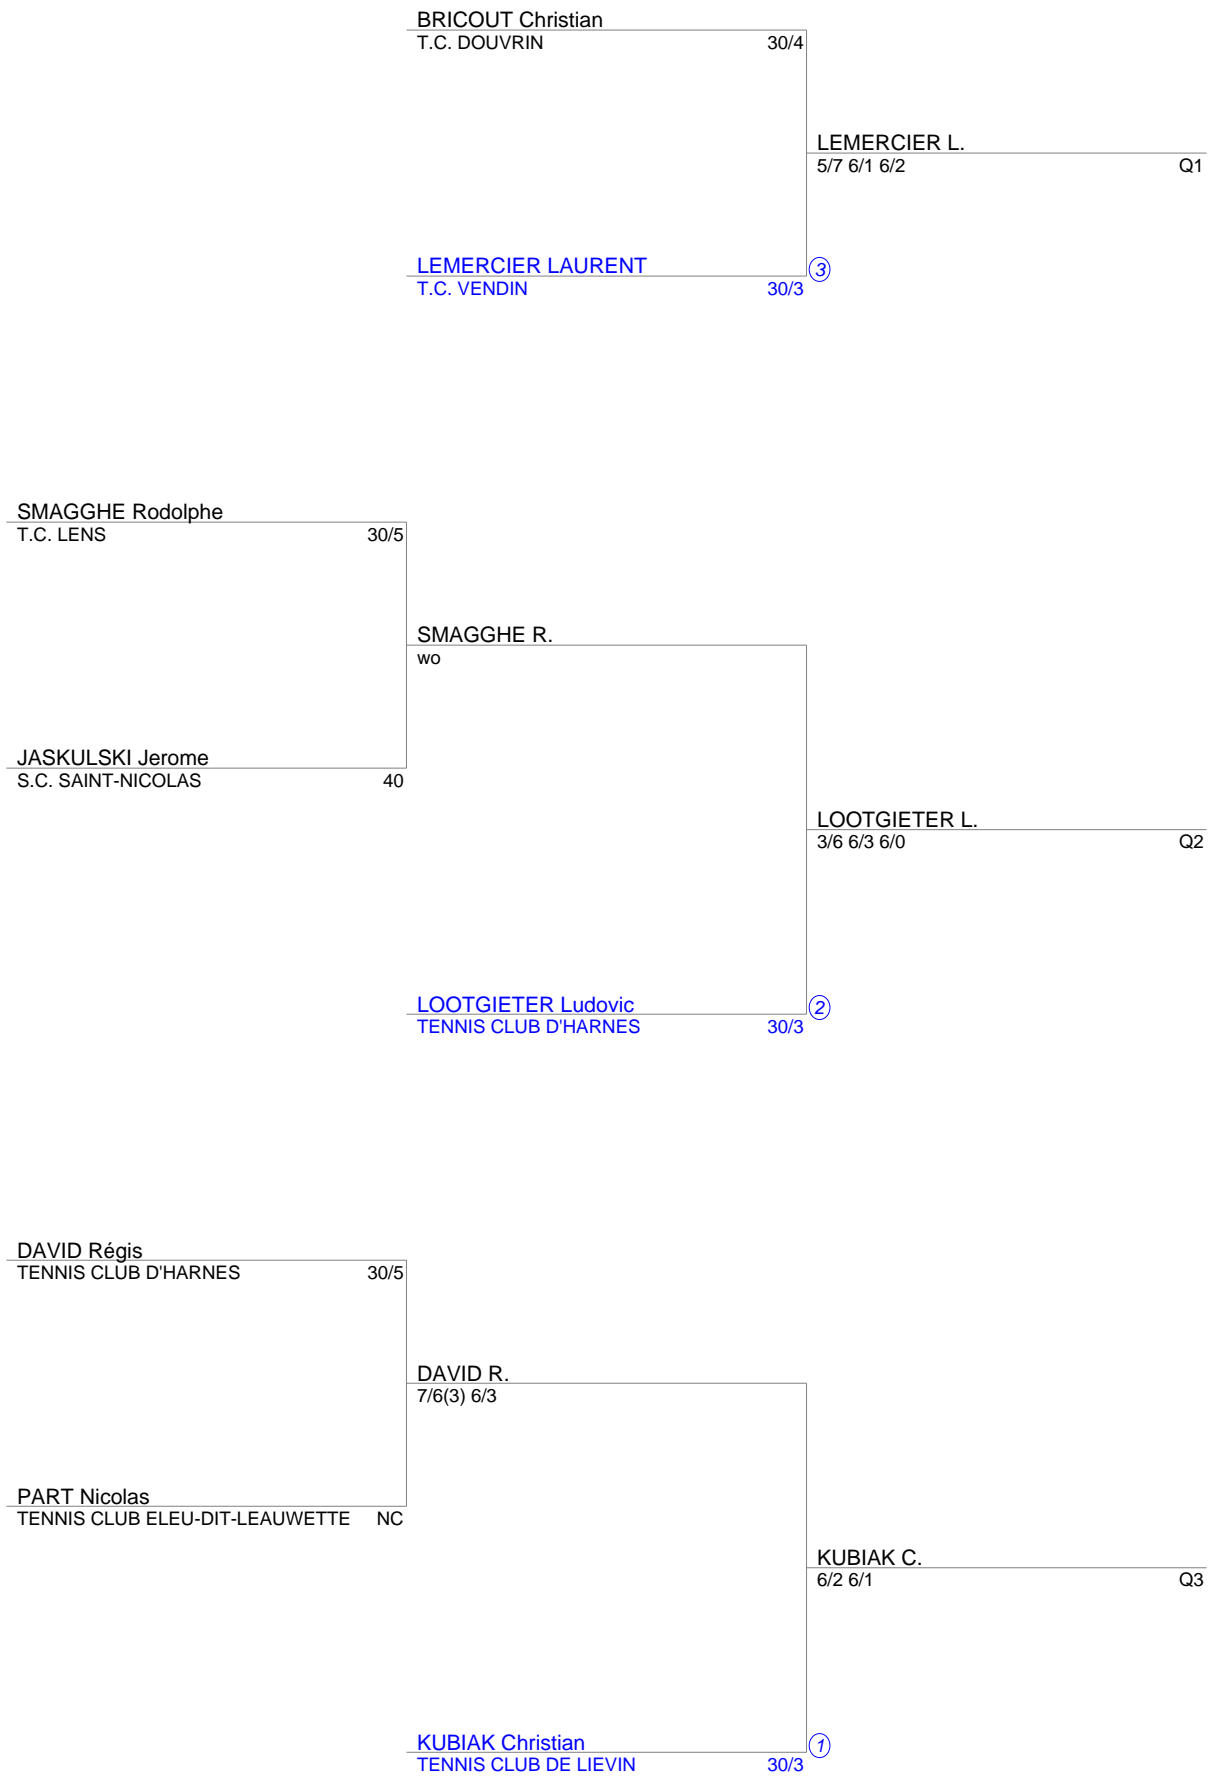 BRICOUT Christian
T.C. DOUVRIN 30/4
LEMERCIER L.
5/7 6/1 6/2 Q1
LEMERCIER LAURENT 3
T.C. VENDIN 30/3
SMAGGHE Rodolphe
T.C. LENS 30/5
SMAGGHE R.
wo
JASKULSKI Jerome
S.C. SAINT-NICOLAS 40
LOOTGIETER L.
3/6 6/3 6/0 Q2
LOOTGIETER Ludovic 2
TENNIS CLUB D'HARNES 30/3
DAVID Régis
TENNIS CLUB D'HARNES 30/5
DAVID R.
7/6(3) 6/3
PART Nicolas
TENNIS CLUB ELEU-DIT-LEAUWETTE NC
KUBIAK C.
6/2 6/1 Q3
KUBIAK Christian 1
TENNIS CLUB DE LIEVIN 30/3